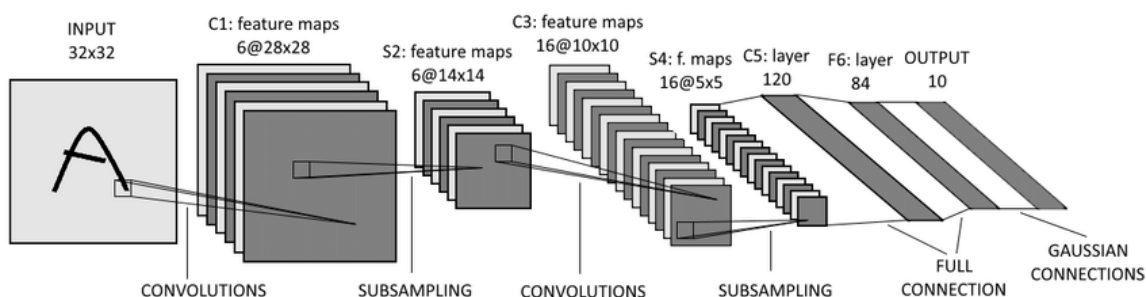 INPUT
32x32
C1: feature maps
6@28x28
S2: feature maps
6@14x14
C3: feature maps
16@10x10
S4: f. maps
16@5x5
C5: layer
120
F6: layer
84
OUTPUT
10
CONVOLUTIONS
SUBSAMPLING
CONVOLUTIONS
SUBSAMPLING
FULL
CONNECTION
GAUSSIAN
CONNECTIONS
A